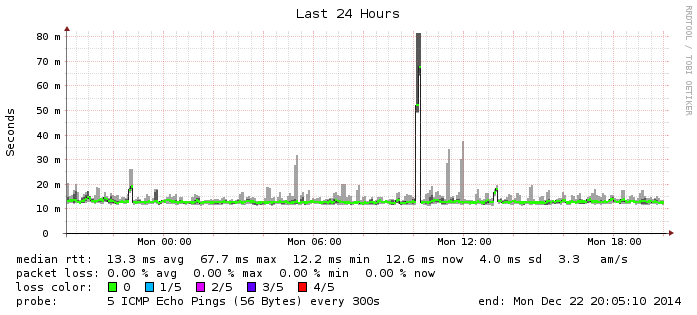 Last 24 Hours
RRDTOOL / TOBI OETIKER
Seconds
80 m
70 m
60 m
50 m
40 m
30 m
20 m
10 m
0
Mon 00:00 Mon 06:00 Mon 12:00 Mon 18:00
median rtt: 13.3 ms avg 67.7 ms max 12.2 ms min 12.6 ms now 4.0 ms sd 3.3 am/s
packet loss: 0.00 % avg 0.00 % max 0.00 % min 0.00 % now
loss color: 0 1/5 2/5 3/5 4/5
probe: 5 ICMP Echo Pings (56 Bytes) every 300s end: Mon Dec 22 20:05:10 2014